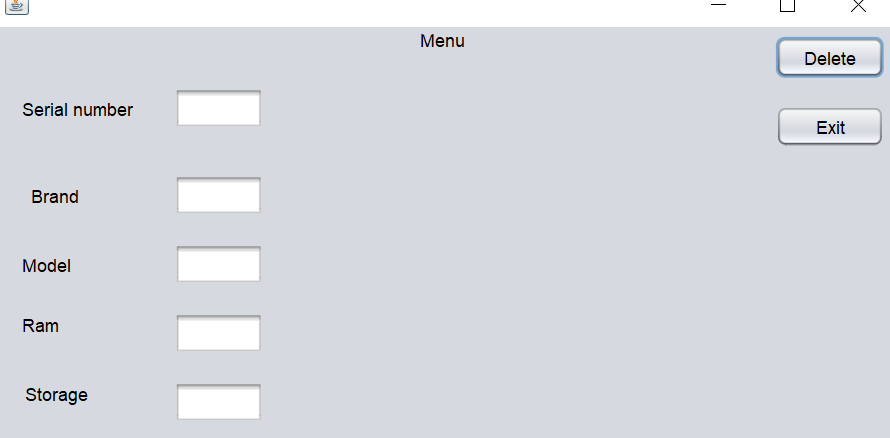 Menu
Delete
Serial number
Exit
Brand
Model
Ram
Storage